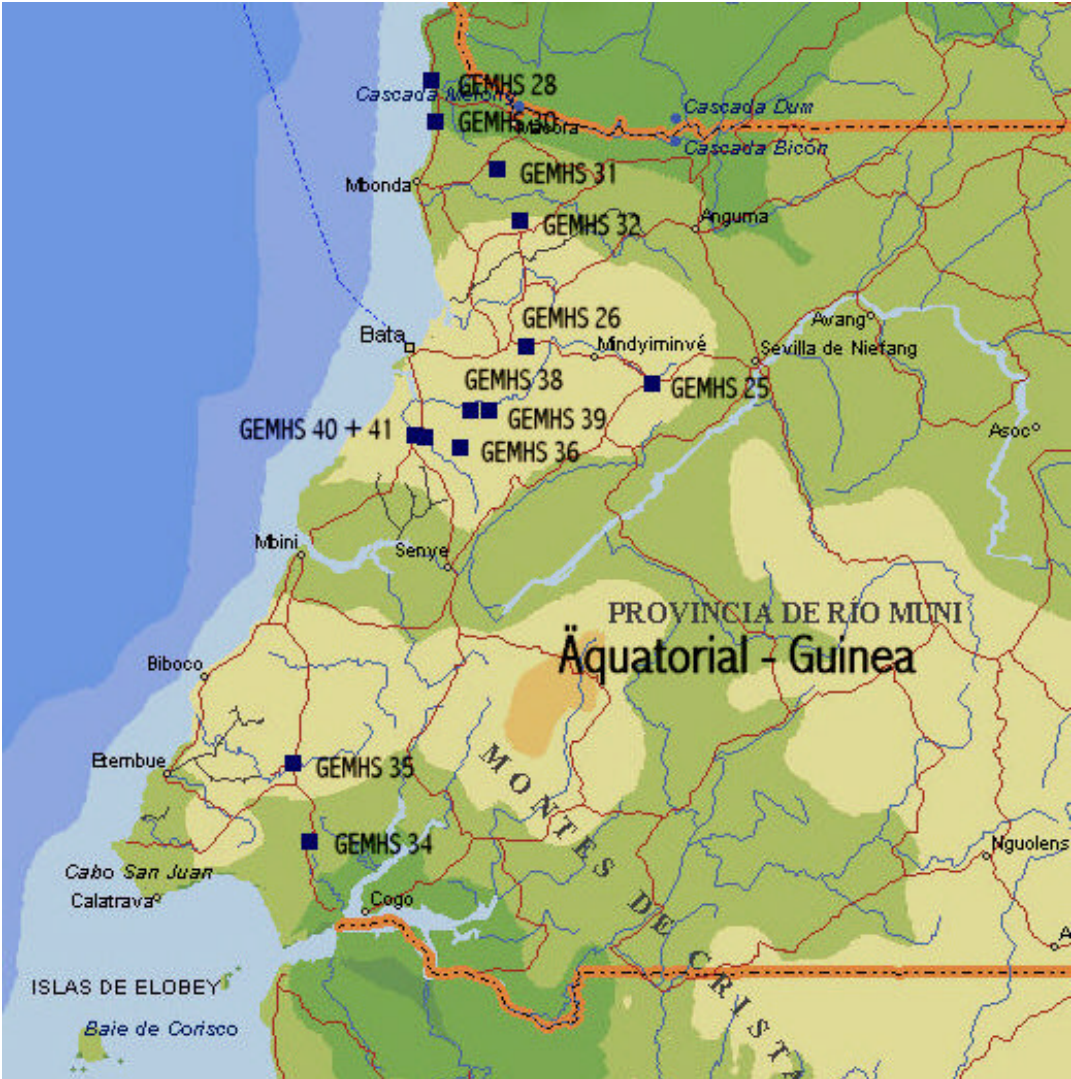 GEMHS 28
Cascada Melong
Cascada Dum
GEMHS 30
Masora
Cascada Bicón
GEMHS 31
Mbonda
GEMHS 32
Anguma
GEMHS 26
Avang
Bata
Mindyiminvé
Sevilla de Niefang
GEMHS 38
GEMHS 25
GEMHS 39
GEMHS 40 + 41
Asoc
GEMHS 36
Mbini
Senye
PROVINCIA DE RÍO MUNI
Äquatorial - Guinea
Biboco
Etembue
GEMHS 35
MONTES DE CRISTA
GEMHS 34
Nguolens
Cabo San Juan
Calatrava
Cogo
A
ISLAS DE ELOBEY
Baie de Corisco